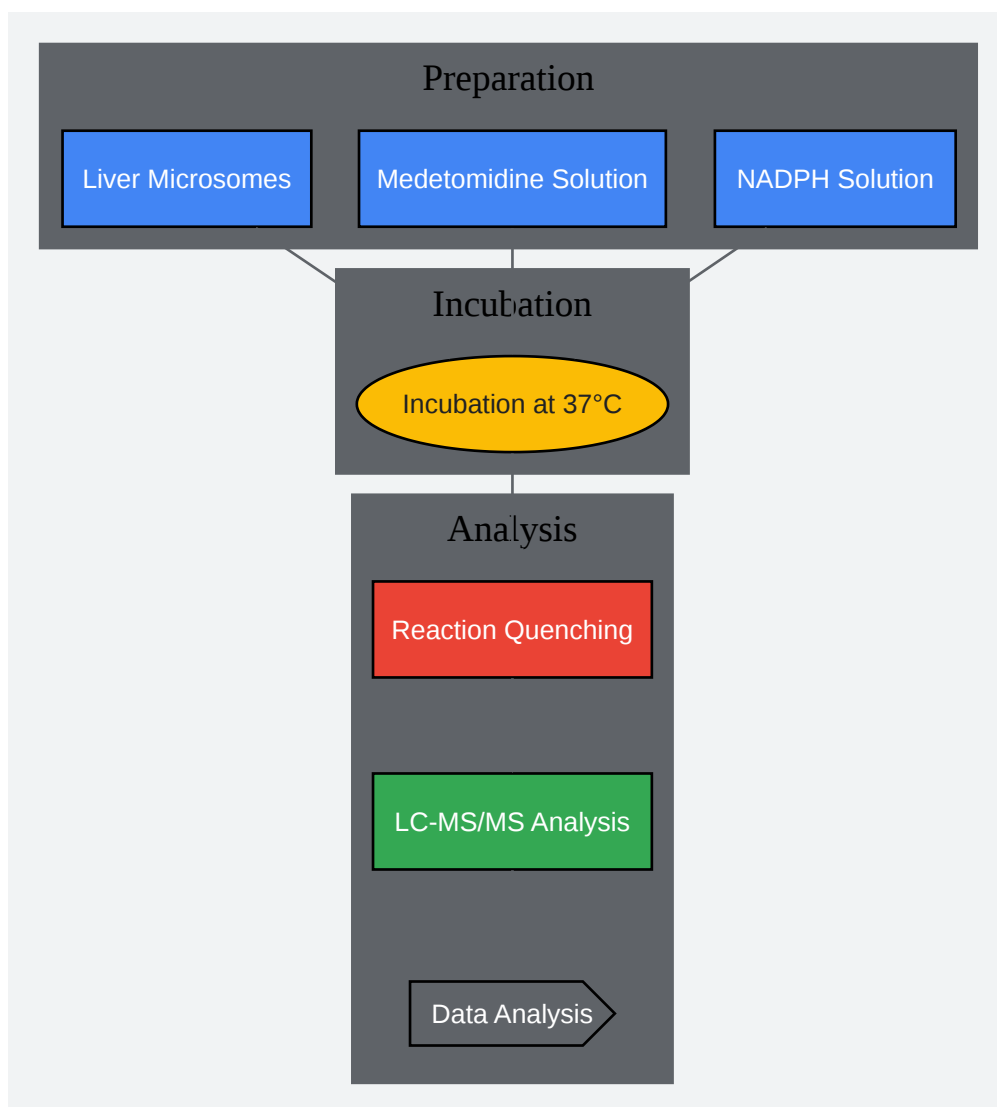 Preparation
Liver Microsomes
Medetomidine Solution
NADPH Solution
Incubation
Incubation at 37°C
Analysis
Reaction Quenching
LC-MS/MS Analysis
Data Analysis